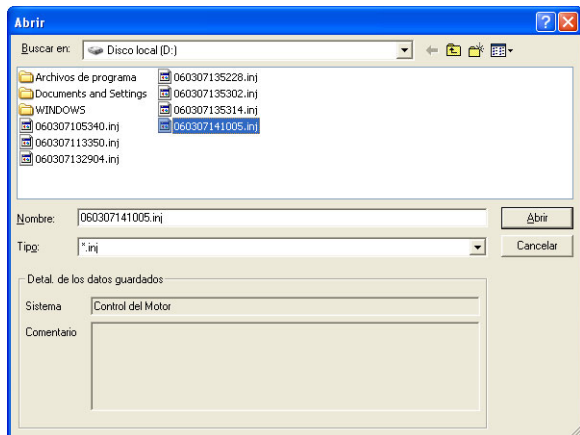 Abrir
Buscar en:
Disco local (D:)
Archivos de programa
Documents and Settings
WINDOWS
060307105340.inj
060307113350.inj
060307132904.inj
060307135228.inj
060307135302.inj
060307135314.inj
060307141005.inj
Nombre:
060307141005.inj
Abrir
Tipo:
*.inj
Cancelar
Detal. de los datos guardados
Sistema
Control del Motor
Comentario